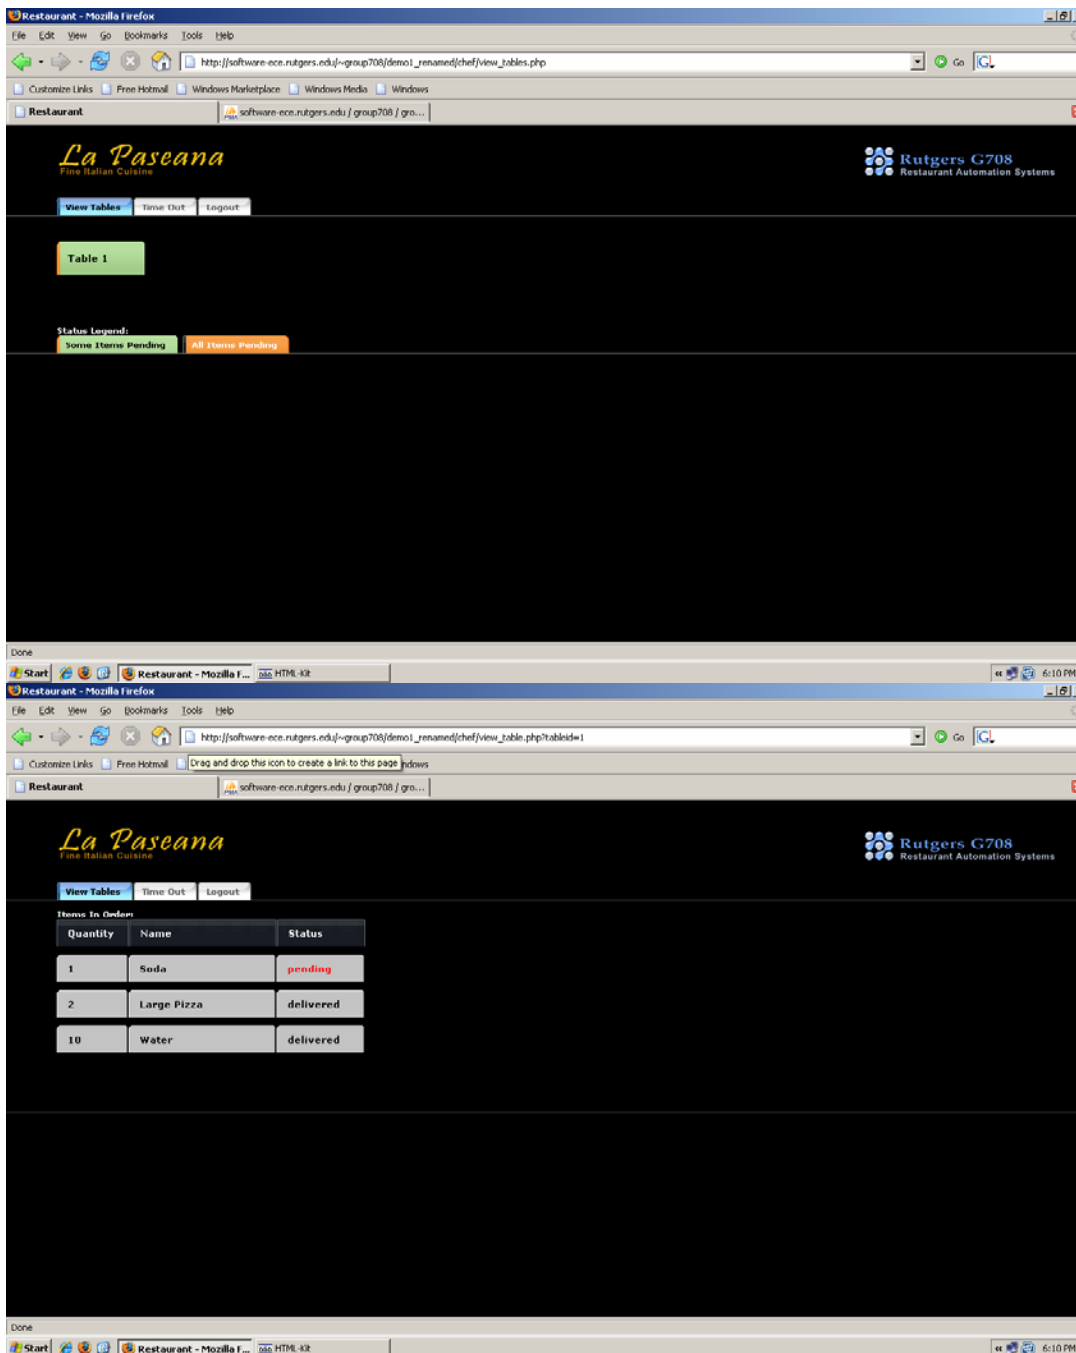 Restaurant - Mozilla Firefox
File Edit View Go Bookmarks Tools Help
http://software-ece.rutgers.edu/~group708/demo1_renamed/chef/view_tables.php Go
Customize Links Free Hotmail Windows Marketplace Windows Media Windows
Restaurant software-ece.rutgers.edu / group708 / gro...
La Paseana
Fine Italian Cuisine
Rutgers G708
Restaurant Automation Systems
View Tables Time Out Logout
Table 1
Status Legend:
Some Items Pending All Items Pending
Done
Start Restaurant - Mozilla F... HTML-Kit 6:10 PM
Restaurant - Mozilla Firefox
File Edit View Go Bookmarks Tools Help
http://software-ece.rutgers.edu/~group708/demo1_renamed/chef/view_table.php?tableid=1 Go
Customize Links Free Hotmail Drag and drop this icon to create a link to this page ndows
Restaurant software-ece.rutgers.edu / group708 / gro...
La Paseana
Fine Italian Cuisine
Rutgers G708
Restaurant Automation Systems
View Tables Time Out Logout
Items In Order:
Quantity Name Status
1 Soda pending
2 Large Pizza delivered
10 Water delivered
Done
Start Restaurant - Mozilla F... HTML-Kit 6:10 PM